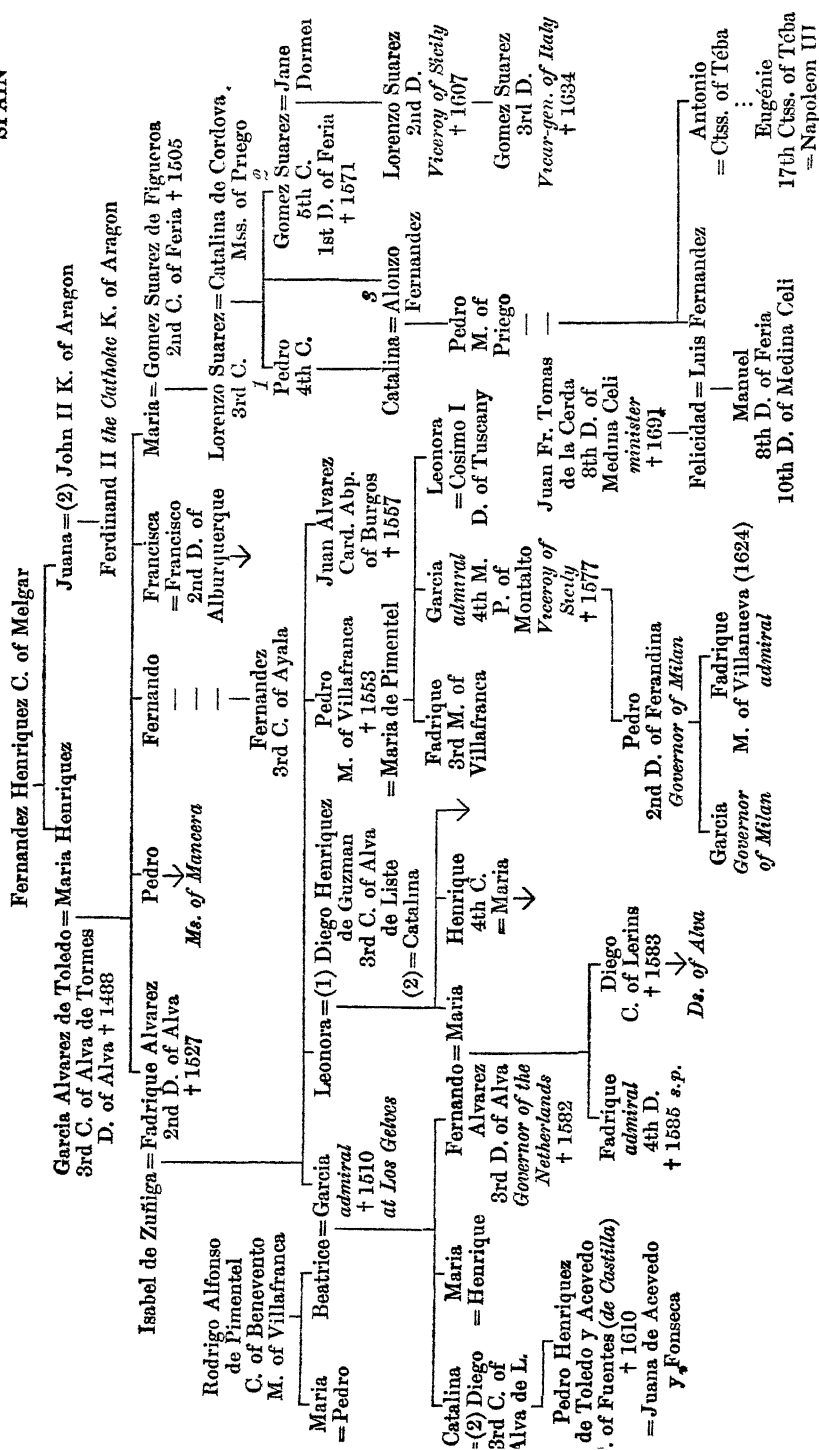 SPAIN
Fernandez Henriquez C. of Melgar
Garcia Alvarez de Toledo = Maria Henriquez
3rd C. of Alva de Tormes
D. of Alva † 1488
Juana = (2) John II K. of Aragon
Ferdinand II the Catholic K. of Aragon
Isabel de Zuñiga = Fadrique Alvarez
2nd D. of Alva
† 1527
Pedro
Ms. of Mancera
Fernando
Fernandez
3rd C. of Ayala
Francisca
= Francisco
2nd D. of
Alburquerque
Maria = Gomez Suarez de Figueroa
2nd C. of Feria † 1505
Lorenzo Suarez = Catalina de Cordova,
3rd C.
Mss. of Priego
1
Pedro
4th C.
2
Gomez Suarez = Jane
5th C.
Dormer
1st D. of Feria
† 1571
3
Catalina = Alonzo
Fernandez
Lorenzo Suarez
2nd D.
Viceroy of Sicily
† 1607
Gomez Suarez
3rd D.
Vicar-gen. of Italy
† 1634
Pedro
M. of
Priego
Rodrigo Alfonso
de Pimentel
C. of Benevento
M. of Villafranca
Maria
= Pedro
Beatrice = Garcia
admiral
† 1510
at Los Gelves
Leonora = (1) Diego Henriquez
de Guzman
3rd C. of Alva
de Liste
(2) = Catalina
Pedro
M. of Villafranca
† 1553
= Maria de Pimentel
Juan Alvarez
Card. Abp.
of Burgos
† 1557
Catalina
= (2) Diego
3rd C. of
Alva de L.
Maria
= Henrique
Fernando = Maria
Alvarez
3rd D. of Alva
Governor of the
Netherlands
† 1582
Henrique
4th C.
= Maria
Fadrique
3rd M. of
Villafranca
Garcia
admiral
4th M.
P. of
Montalto
Viceroy of
Sicily
† 1577
Leonora
= Cosimo I
D. of Tuscany
Juan Fr. Tomas
de la Cerda
8th D. of
Medina Celi
minister
† 1691
Pedro Henriquez
de Toledo y Acevedo
. of Fuentes (de Castilla)
† 1610
= Juana de Acevedo
y Fonseca
Fadrique
admiral
4th D.
† 1585 s.p.
Diego
C. of Lerins
† 1583
Ds. of Alva
Pedro
2nd D. of Ferandina
Governor of Milan
Garcia
Governor
of Milan
Fadrique
M. of Villanueva (1624)
admiral
Felicidad = Luis Fernandez
Manuel
8th D. of Feria
10th D. of Medina Celi
Antonio
= Ctss. of Téba
Eugénie
17th Ctss. of Téba
= Napoleon III